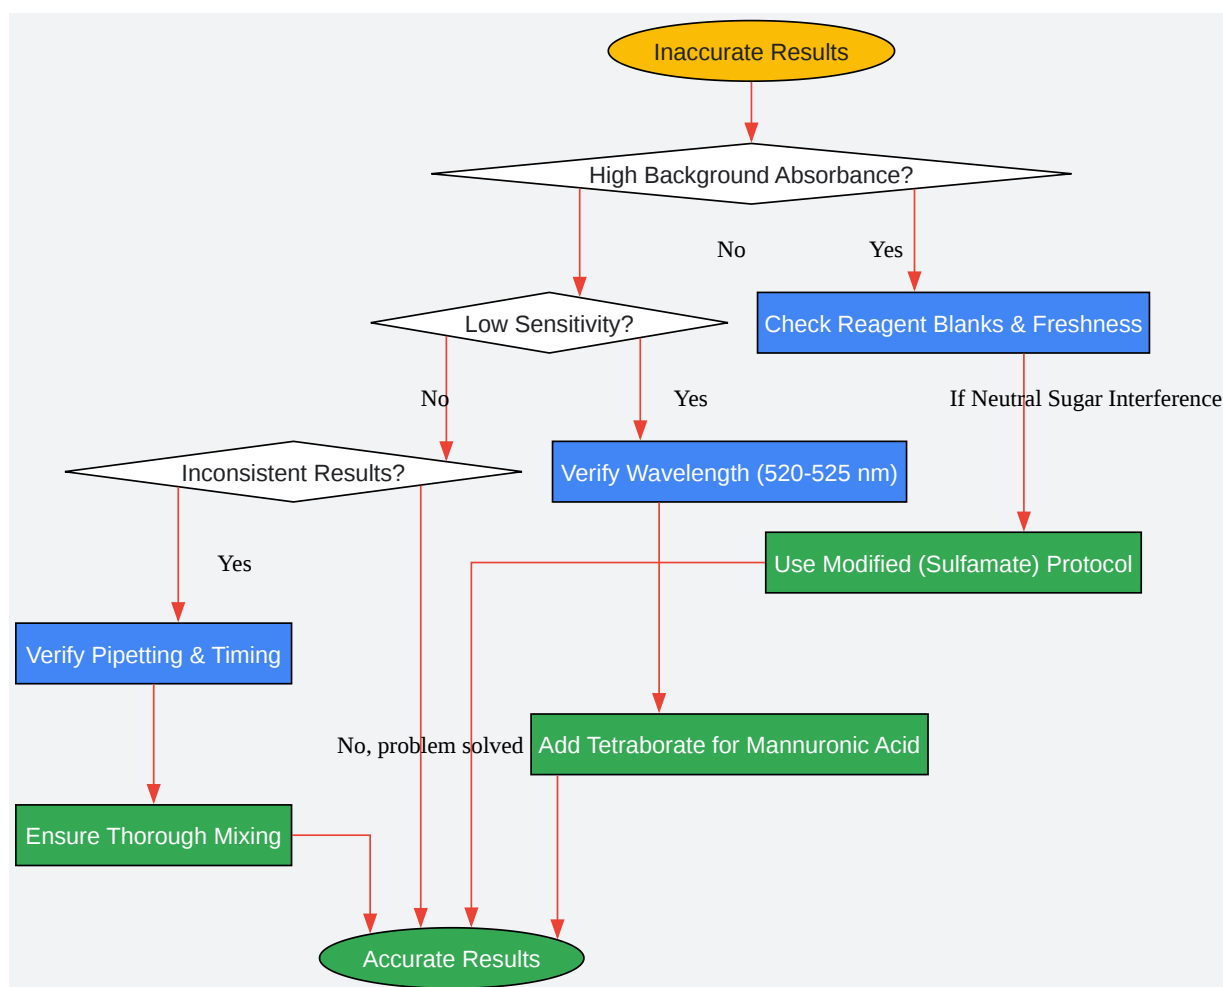 Inaccurate Results
High Background Absorbance?
No
Yes
Low Sensitivity?
Check Reagent Blanks & Freshness
No
Yes
If Neutral Sugar Interference
Inconsistent Results?
Verify Wavelength (520-525 nm)
Yes
Use Modified (Sulfamate) Protocol
Verify Pipetting & Timing
No, problem solved
Add Tetraborate for Mannuronic Acid
Ensure Thorough Mixing
Accurate Results